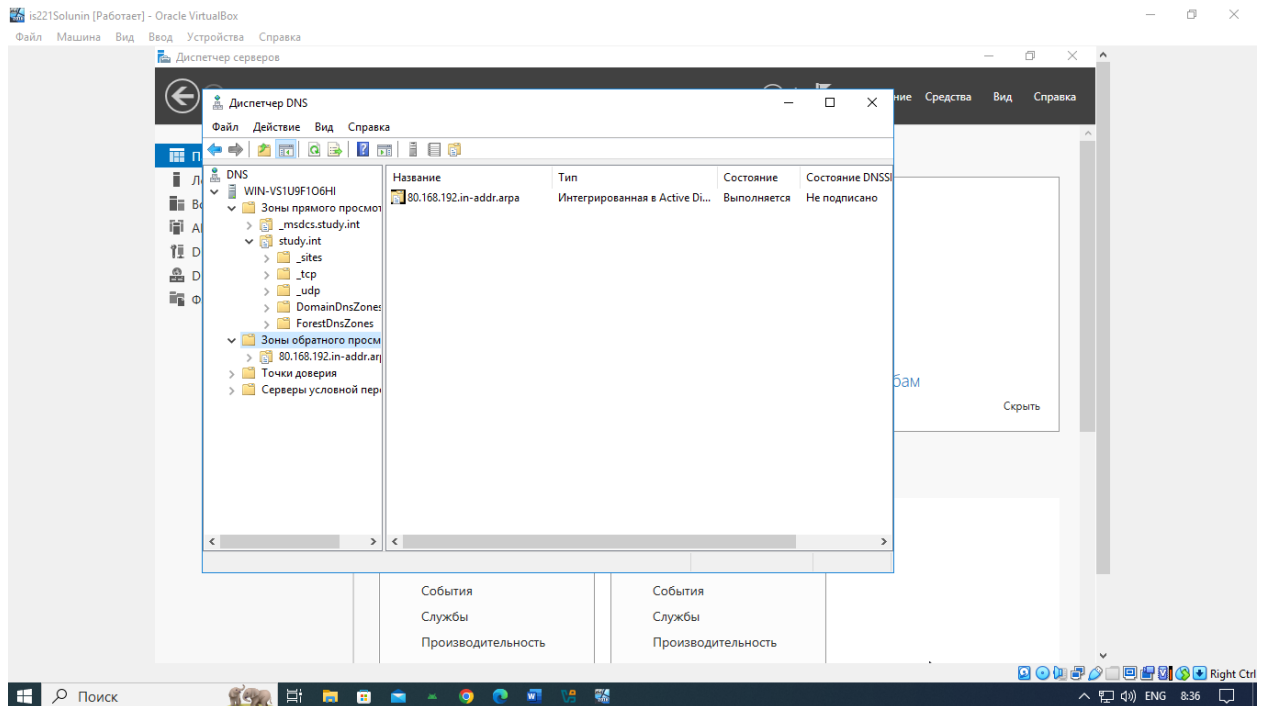 is221Solunin [Работает] - Oracle VirtualBox
Файл Машина Вид Ввод Устройства Справка
Диспетчер серверов
Средства Вид Справка
Диспетчер DNS
Файл Действие Вид Справка
DNS
WIN-VS1U9F1O6HI
Зоны прямого просмот
_msdcs.study.int
study.int
_sites
_tcp
_udp
DomainDnsZones
ForestDnsZones
Зоны обратного просм
80.168.192.in-addr.arp
Точки доверия
Серверы условной пере
Название Тип Состояние Состояние DNSSI
80.168.192.in-addr.arpa Интегрированная в Active Di... Выполняется Не подписано
бам
Скрыть
События События
Службы Службы
Производительность Производительность
Right Ctrl
Поиск
ENG 8:36